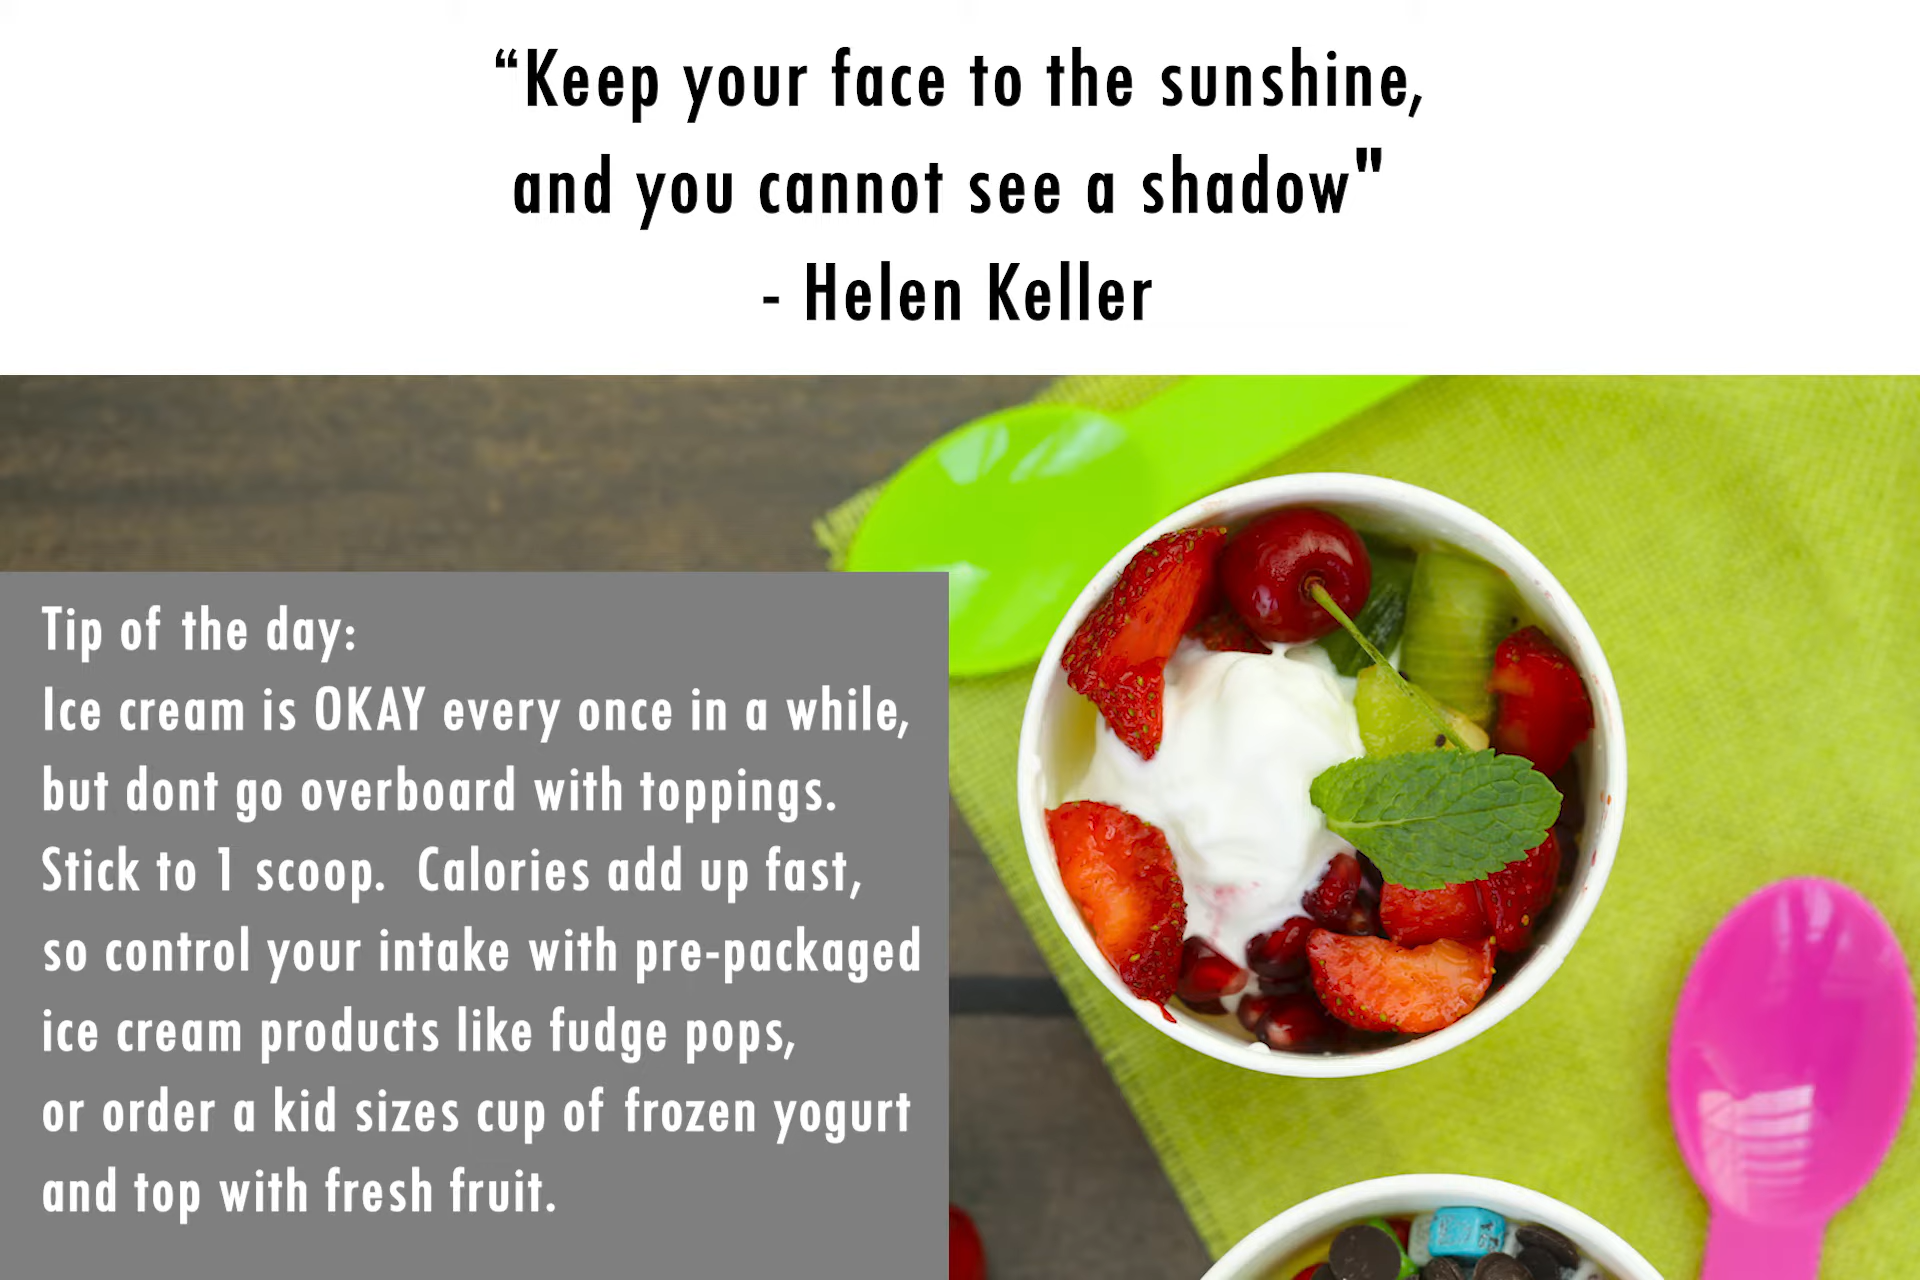 “Keep your face to the sunshine,
and you cannot see a shadow"
- Helen Keller
Tip of the day:
Ice cream is OKAY every once in a while,
but dont go overboard with toppings.
Stick to 1 scoop.  Calories add up fast,
so control your intake with pre-packaged
ice cream products like fudge pops,
or order a kid sizes cup of frozen yogurt
and top with fresh fruit.